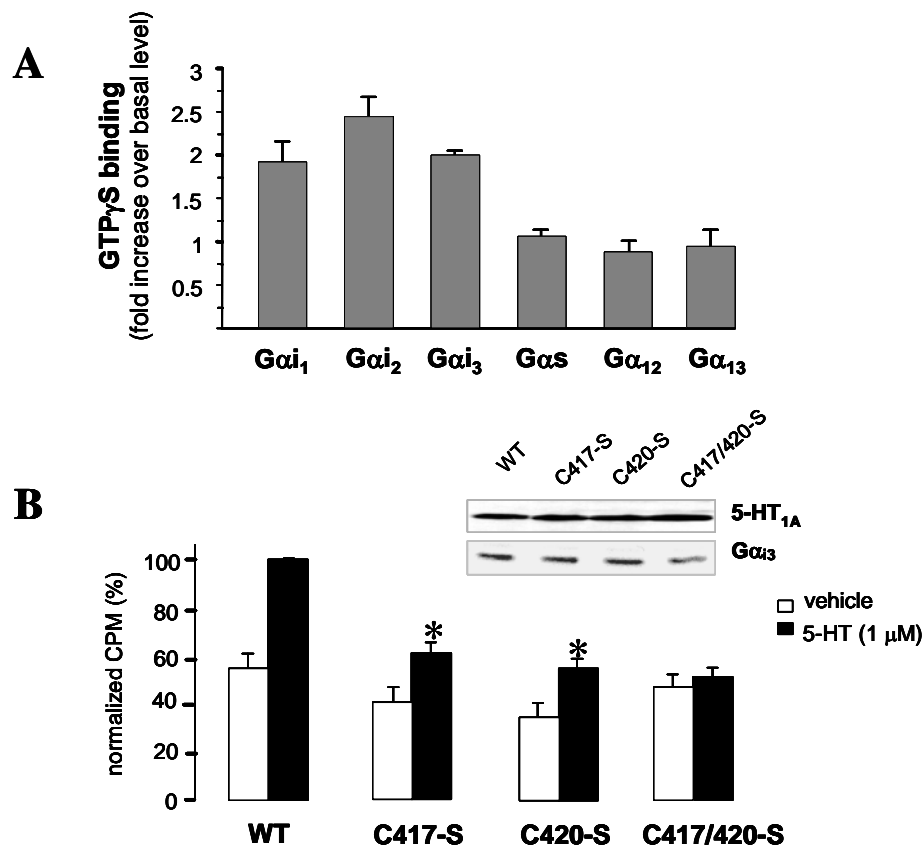 A
GTPγS binding
(fold increase over basal level)
3
2.5
2
1.5
1
0.5
Gαi₁
Gαi₂
Gαi₃
Gαs
Gα₁₂
Gα₁₃
B
WT
C417-S
C420-S
C417/420-S
5-HT₁A
Gαi₃
normalized CPM (%)
100
80
60
40
20
0
*
*
vehicle
5-HT (1 μM)
WT
C417-S
C420-S
C417/420-S